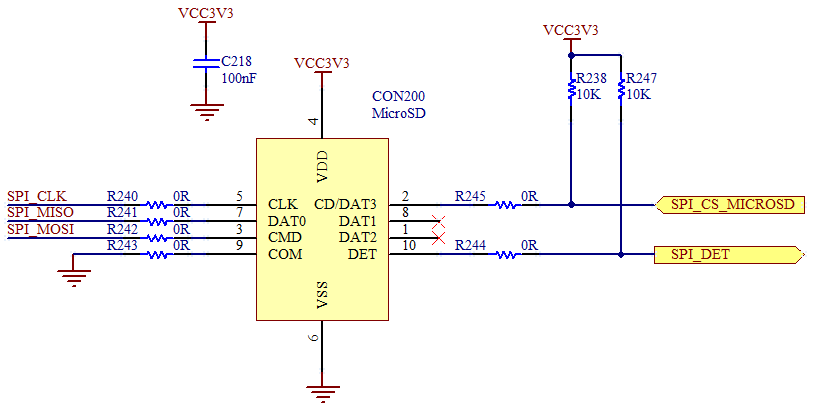 VCC3V3
C218
100nF
VCC3V3
CON200
MicroSD
VCC3V3
R238
10K
R247
10K
4
VDD
SPI_CLK R240 0R 5 CLK CD/DAT3 2 R245 0R SPI_CS_MICROSD
SPI_MISO R241 0R 7 DAT0 DAT1 8
SPI_MOSI R242 0R 3 CMD DAT2 1
R243 0R 9 COM DET 10 R244 0R SPI_DET
VSS
6